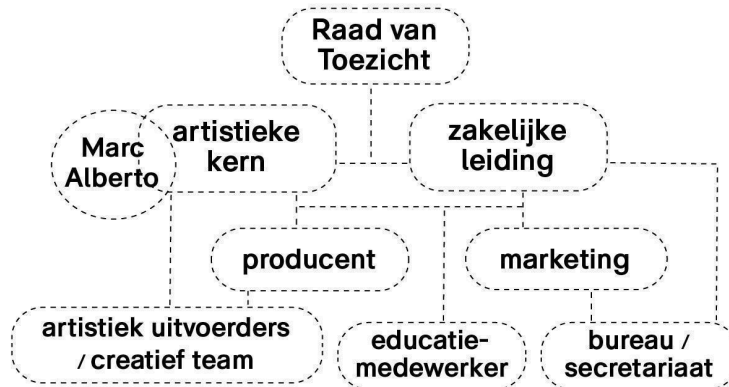 Raad van
Toezicht
Marc
Alberto
artistieke
kern
zakelijke
leiding
producent
marketing
artistiek uitvoerders
/ creatief team
educatie-
medewerker
bureau /
secretariaat